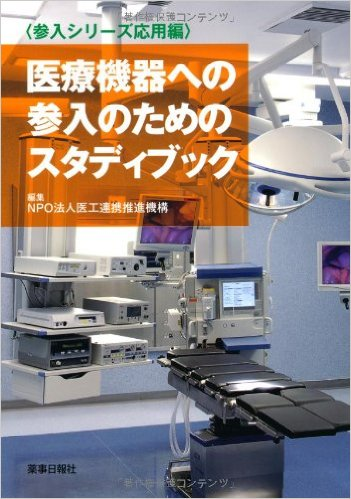 「著作権保護コンテンツ」
〈参入シリーズ応用編〉
医療機器への
参入のための
スタディブック
編集
NPO法人医工連携推進機構
薬事日報社
「著作権保護コンテンツ」